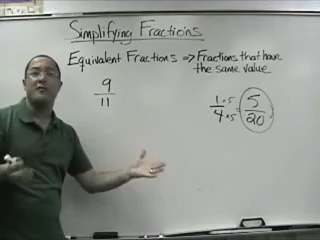 Simplifying Fractions
Equivalent Fractions ⇒ Fractions that have
the same value
9/11
1·5/4×5 = 5/20